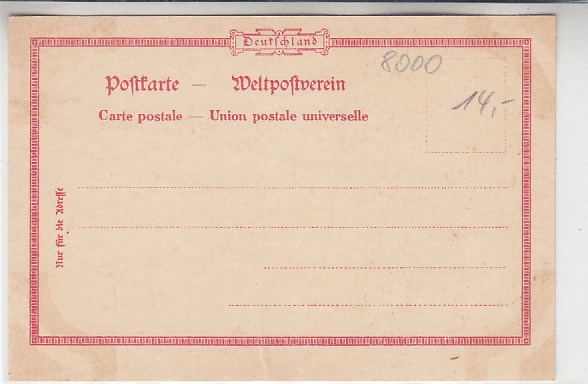 Deutschland
8000
Postkarte — Weltpostverein
14,-
Carte postale — Union postale universelle
Nur für die Adresse